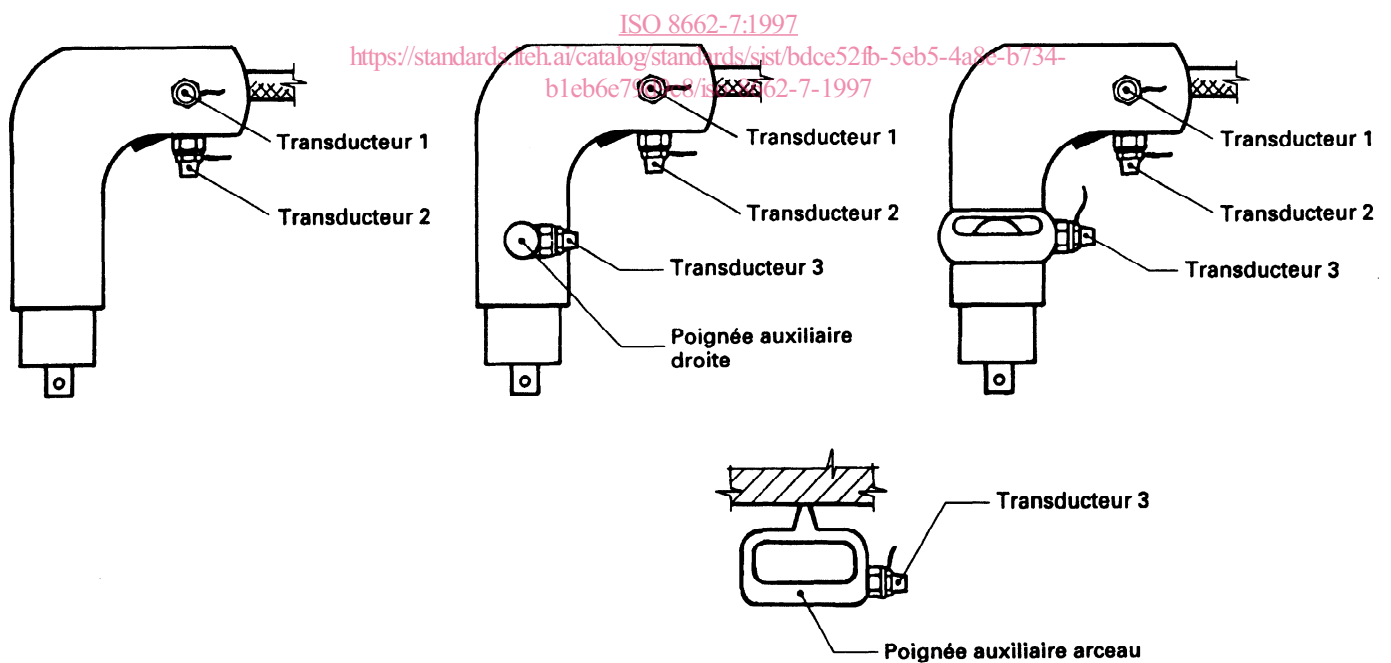 ISO 8662-7:1997
https://standards.iteh.ai/catalog/standards/sist/bdce52fb-5eb5-4a8e-b734-
Transducteur 1
Transducteur 2
Transducteur 1
Transducteur 2
Transducteur 3
Poignée auxiliaire
droite
Transducteur 1
Transducteur 2
Transducteur 3
Transducteur 3
Poignée auxiliaire arceau